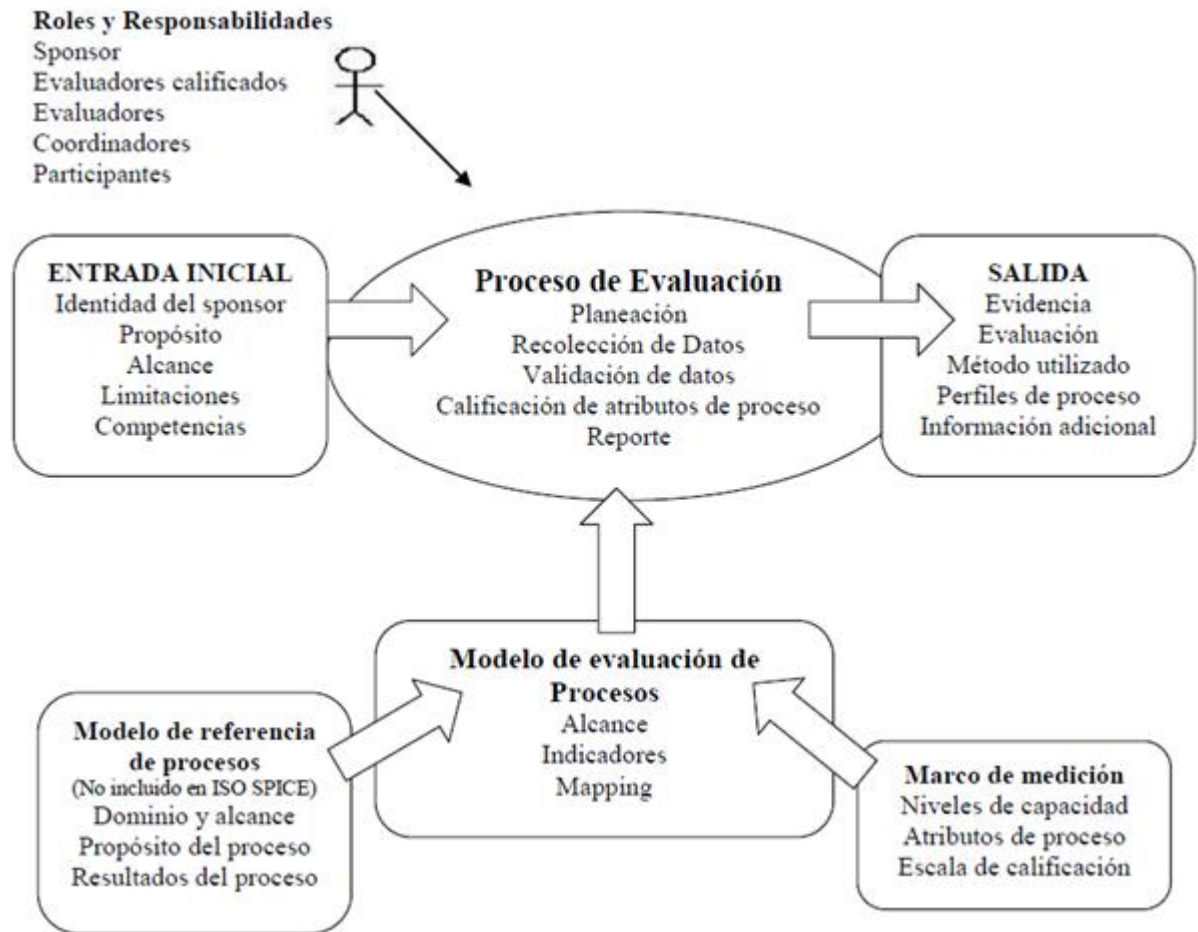 Roles y Responsabilidades
Sponsor
Evaluadores calificados
Evaluadores
Coordinadores
Participantes
ENTRADA INICIAL
Identidad del sponsor
Propósito
Alcance
Limitaciones
Competencias
Proceso de Evaluación
Planeación
Recolección de Datos
Validación de datos
Calificación de atributos de proceso
Reporte
SALIDA
Evidencia
Evaluación
Método utilizado
Perfiles de proceso
Información adicional
Modelo de evaluación de
Procesos
Alcance
Indicadores
Mapping
Modelo de referencia
de procesos
(No incluido en ISO SPICE)
Dominio y alcance
Propósito del proceso
Resultados del proceso
Marco de medición
Niveles de capacidad
Atributos de proceso
Escala de calificación